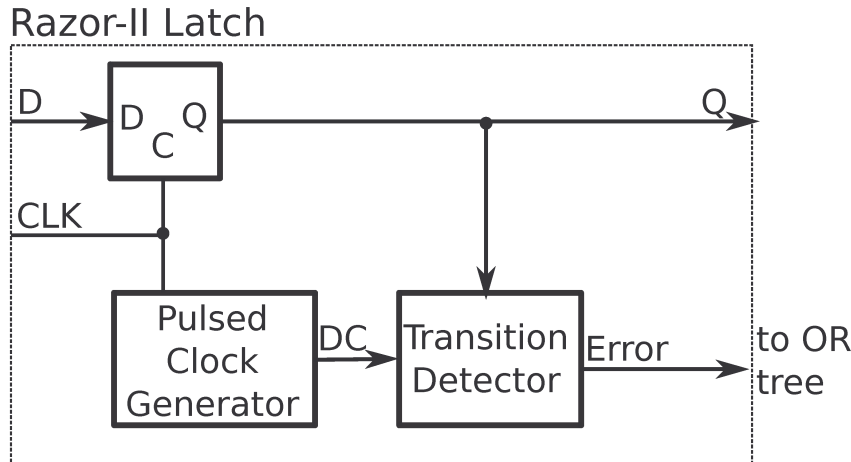 Razor-II Latch
D
D
Q
C
Q
CLK
Pulsed
Clock
Generator
DC
Transition
Detector
Error
to OR
tree